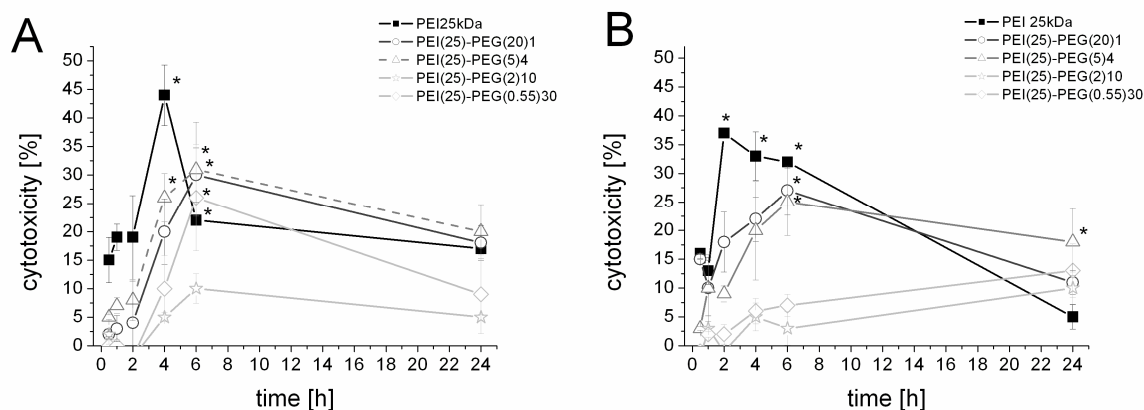 A
PEI25kDa
PEI(25)-PEG(20)1
PEI(25)-PEG(5)4
PEI(25)-PEG(2)10
PEI(25)-PEG(0.55)30
50
45
40
35
30
25
20
15
10
5
0
cytotoxicity [%]
* * * * *
*
0 2 4 6 8 10 12 14 16 18 20 22 24
time [h]
B
PEI 25kDa
PEI(25)-PEG(20)1
PEI(25)-PEG(5)4
PEI(25)-PEG(2)10
PEI(25)-PEG(0.55)30
50
45
40
35
30
25
20
15
10
5
0
cytotoxicity [%]
* * * * *
*
0 2 4 6 8 10 12 14 16 18 20 22 24
time [h]